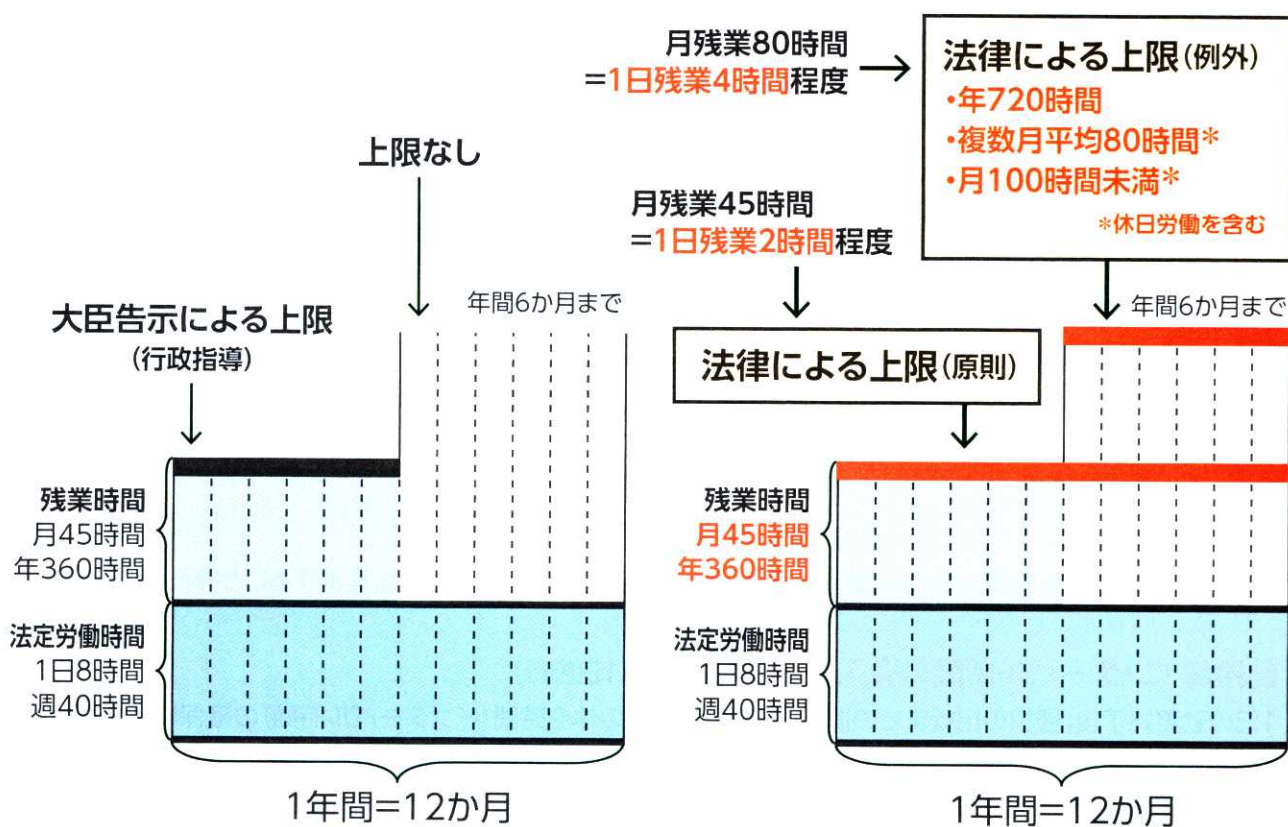 上限なし
年間6か月まで
大臣告示による上限
(行政指導)
残業時間
月45時間
年360時間
法定労働時間
1日8時間
週40時間
1年間=12か月
月残業80時間
=1日残業4時間程度
法律による上限(例外)
・年720時間
・複数月平均80時間*
・月100時間未満*
*休日労働を含む
月残業45時間
=1日残業2時間程度
年間6か月まで
法律による上限(原則)
残業時間
月45時間
年360時間
法定労働時間
1日8時間
週40時間
1年間=12か月